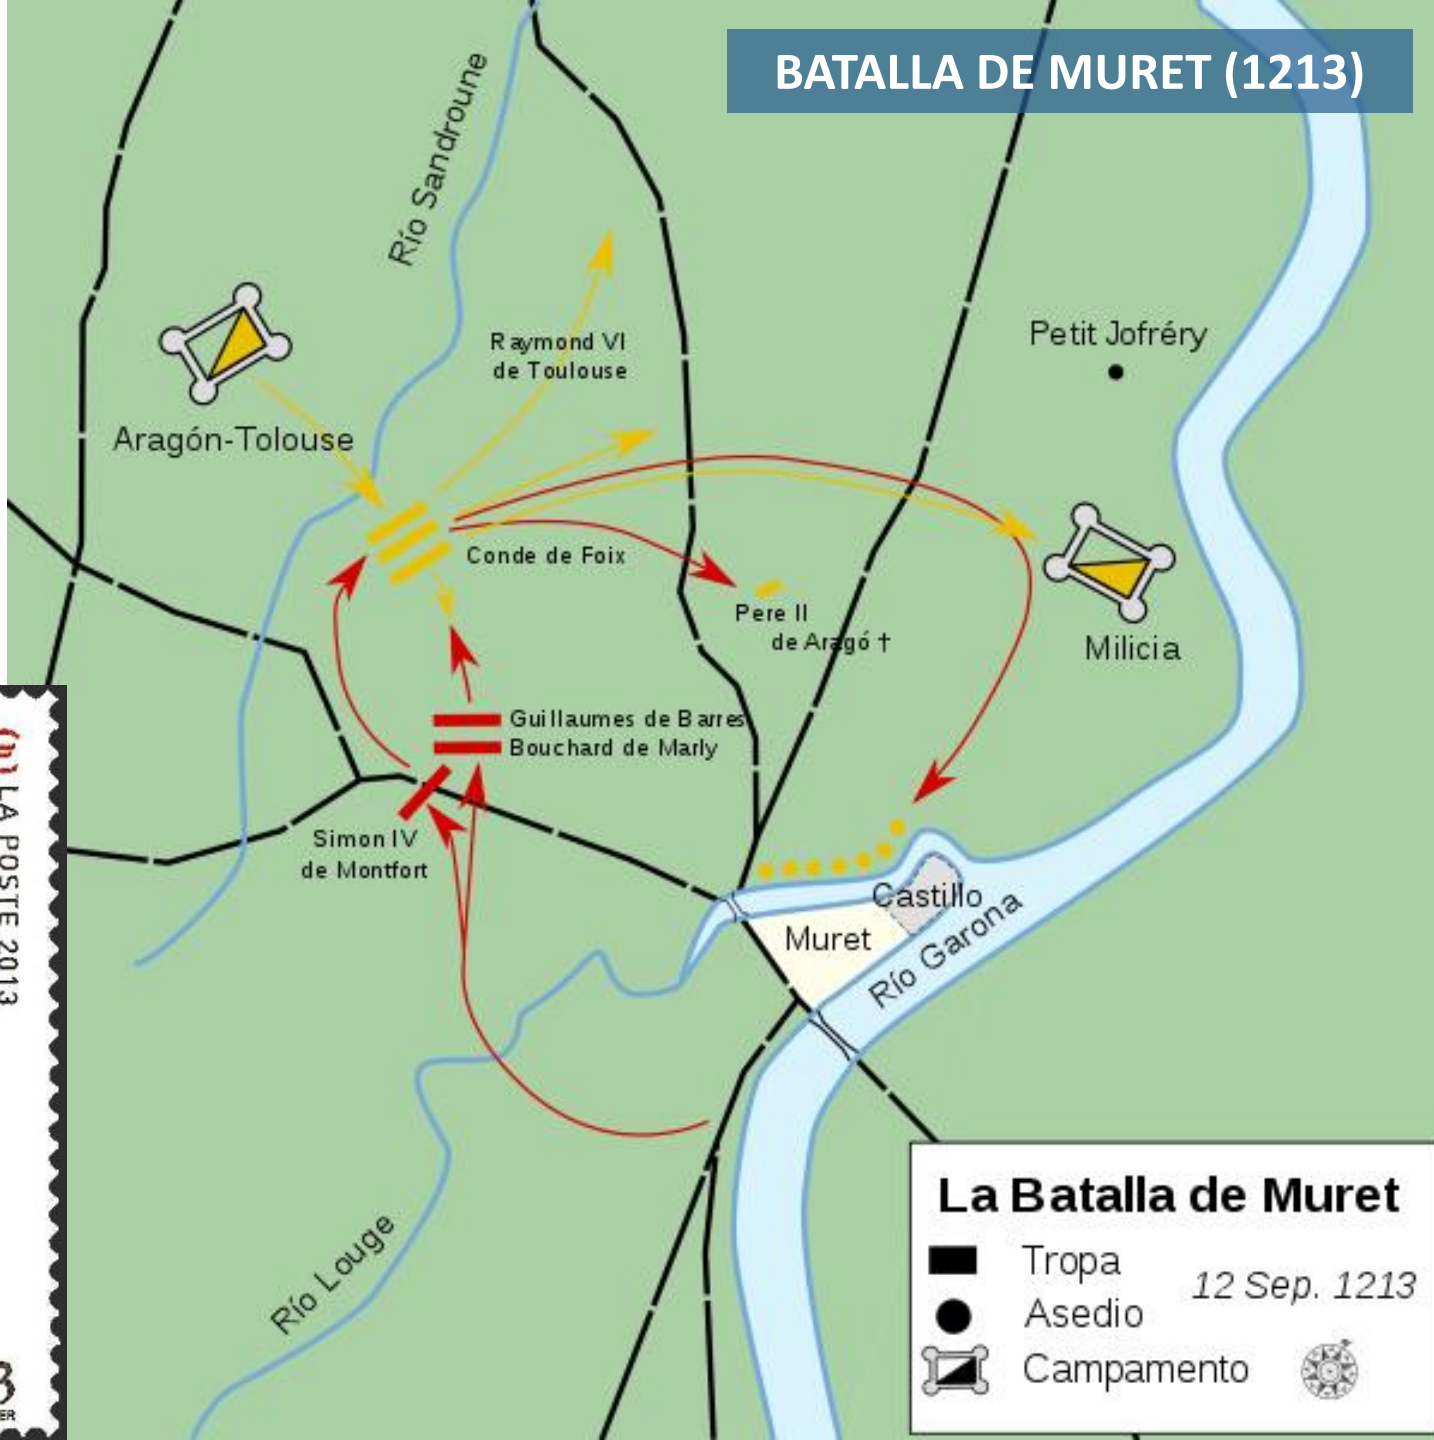 BATALLA DE MURET (1213)
Río Sandroune
Raymond VI
de Toulouse
Petit Jofréry
Aragón-Tolouse
Conde de Foix
Pere II
de Aragó †
Milicia
Guillaumes de Barres
Bouchard de Marly
Simon IV
de Montfort
Castillo
Muret
Río Garona
Río Louge
La Batalla de Muret
Tropa
12 Sep. 1213
Asedio
Campamento
LA POSTE 2013